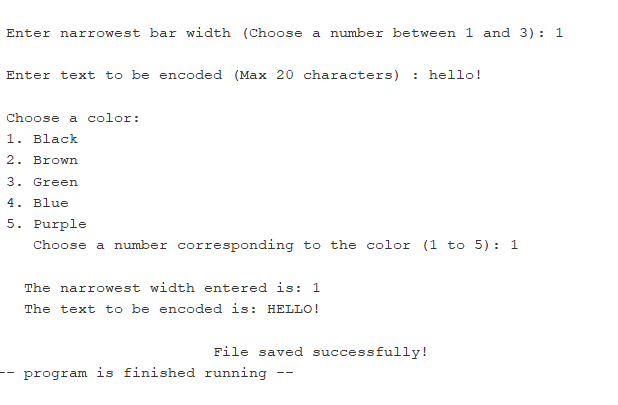 Enter narrowest bar width (Choose a number between 1 and 3): 1
Enter text to be encoded (Max 20 characters) : hello!
Choose a color:
1. Black
2. Brown
3. Green
4. Blue
5. Purple
Choose a number corresponding to the color (1 to 5): 1
The narrowest width entered is: 1
The text to be encoded is: HELLO!
File saved successfully!
-- program is finished running --